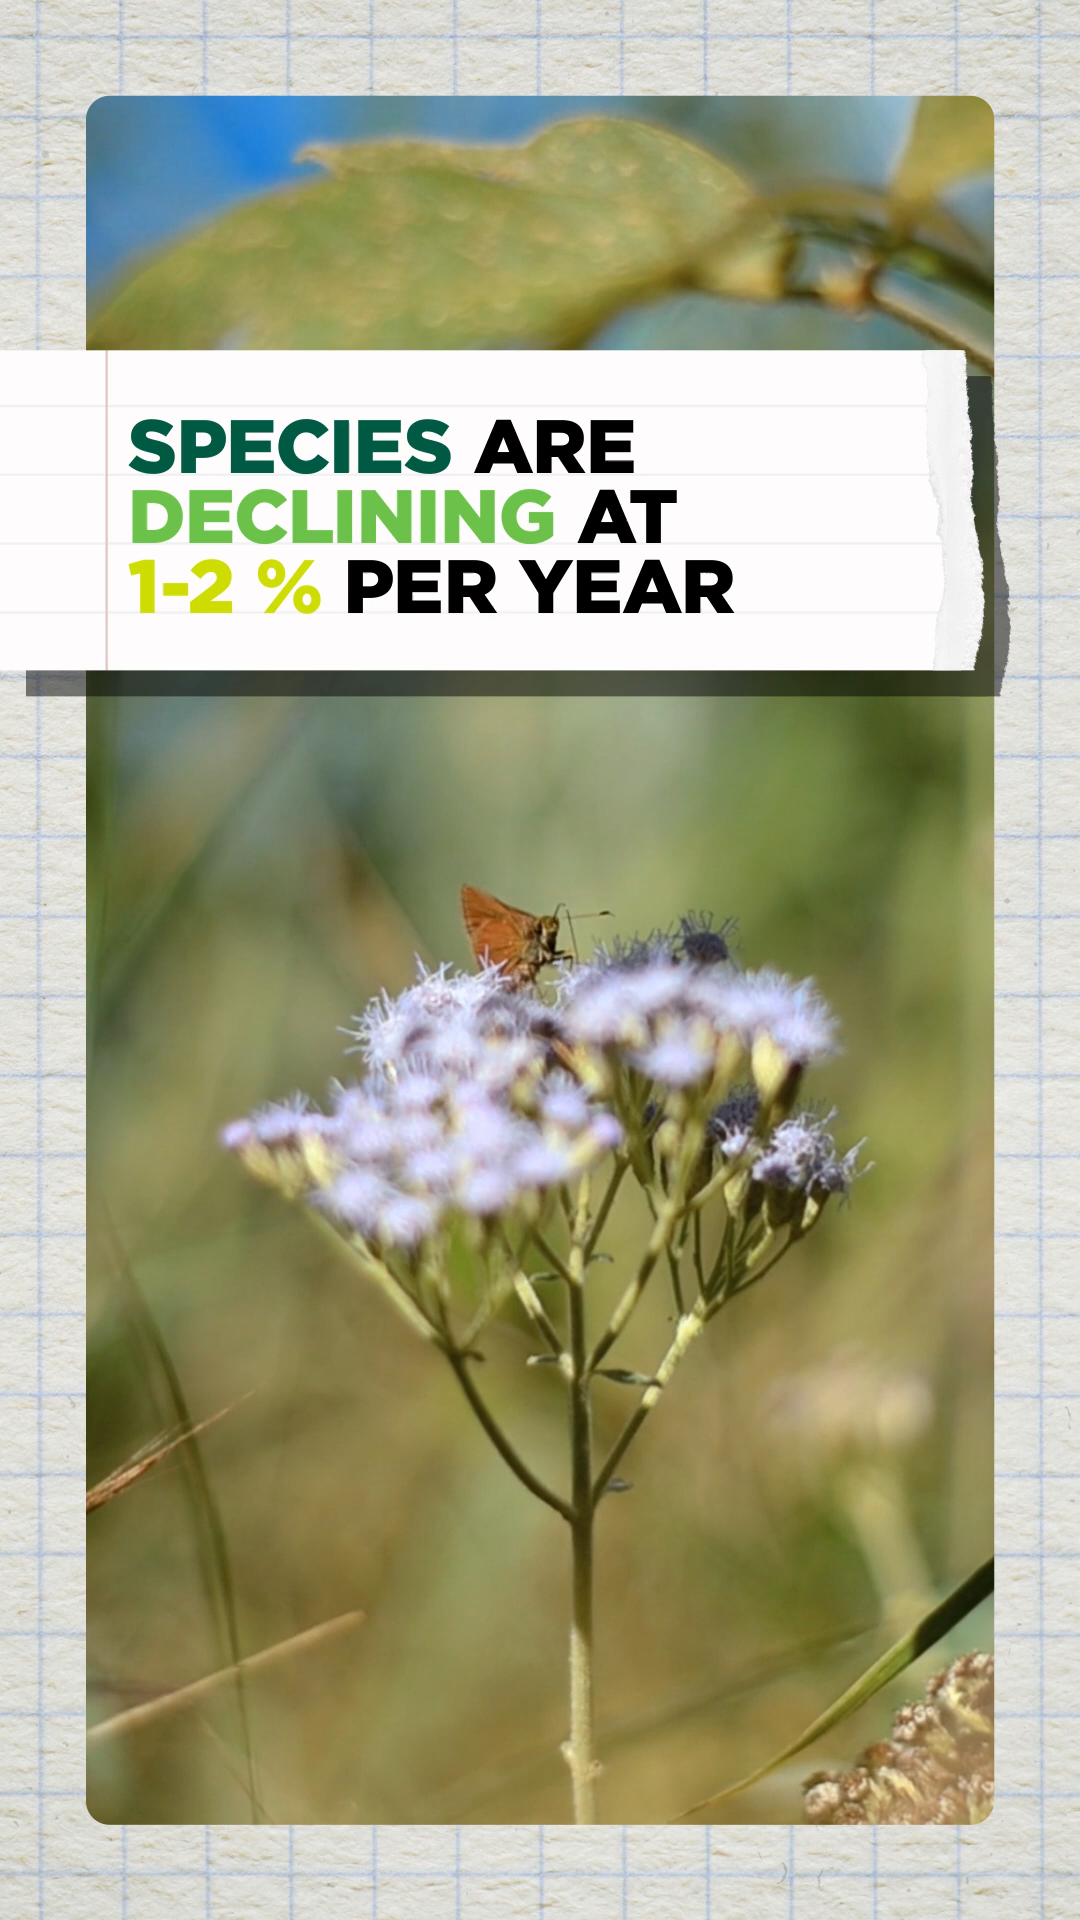 SPECIES ARE
DECLINING AT
1-2 % PER YEAR